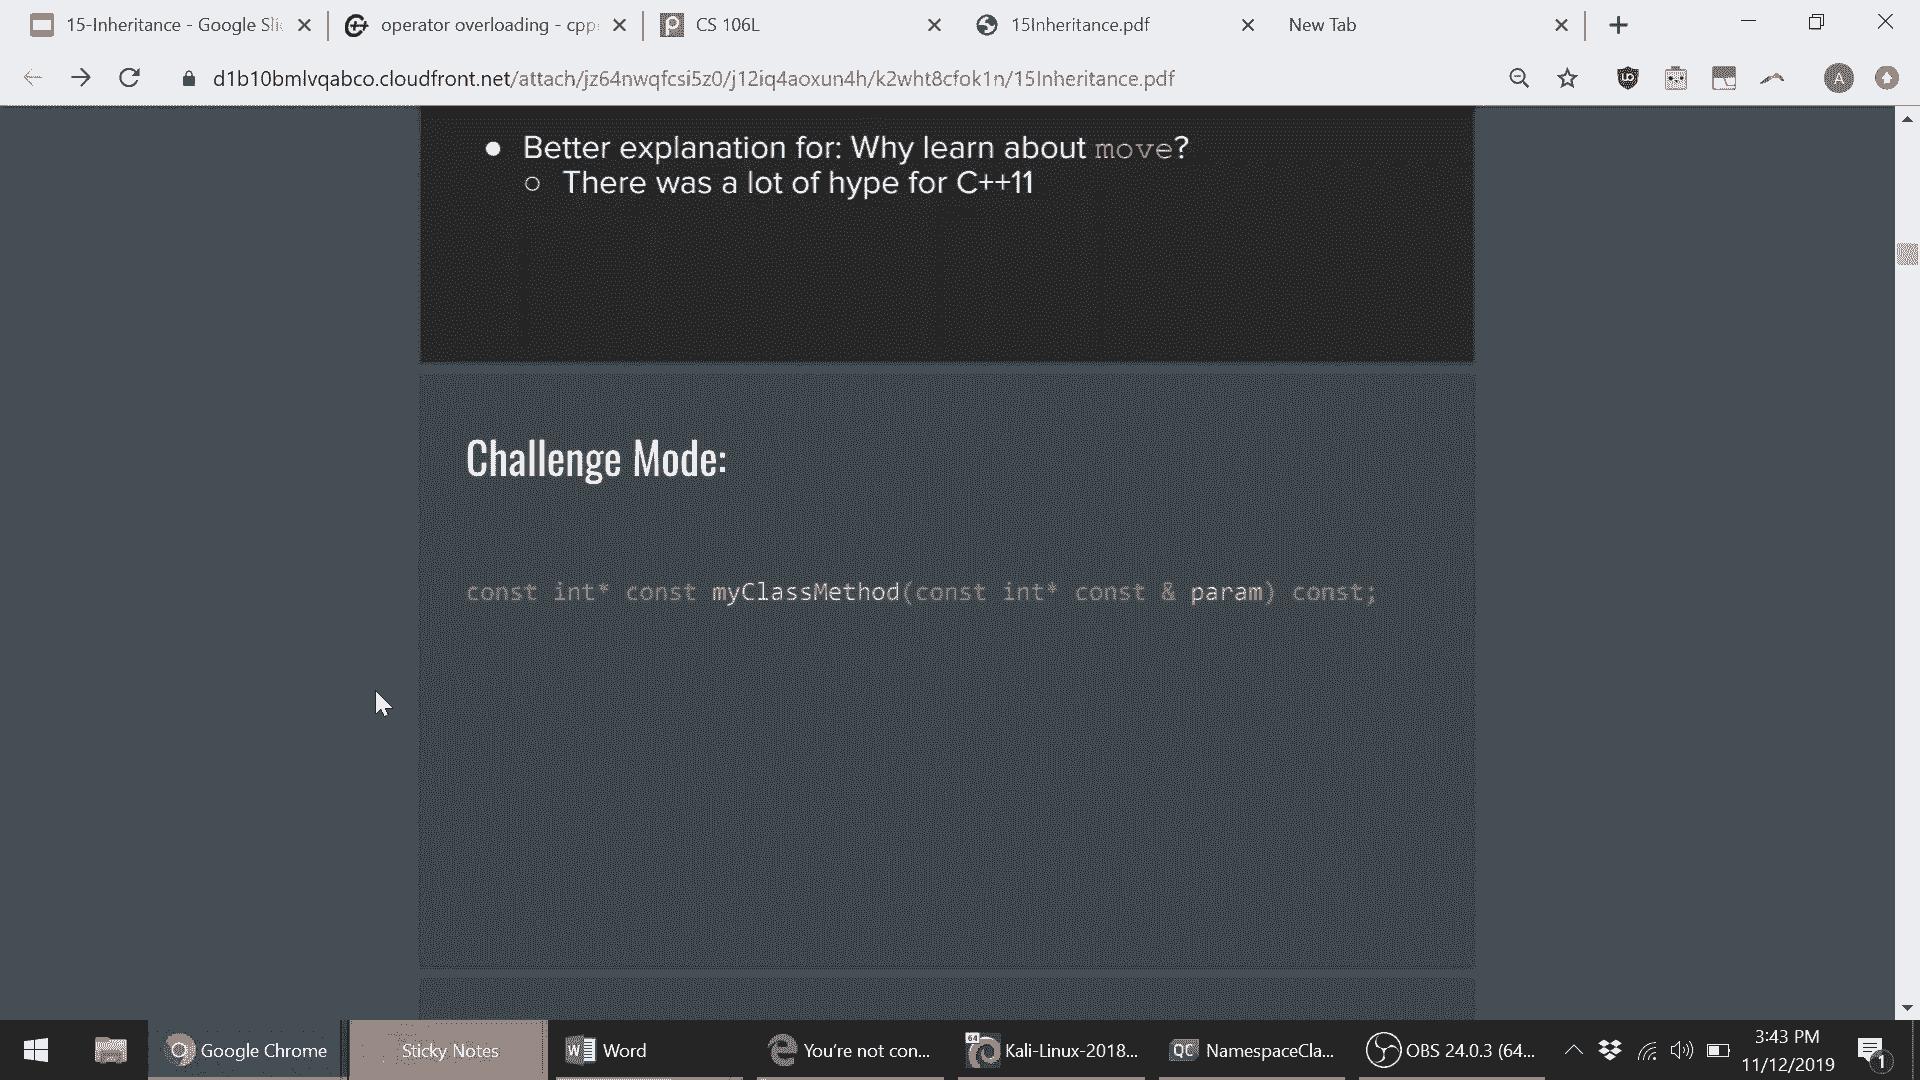 15-Inheritance - Google Sli
operator overloading - cpp
CS 106L
15Inheritance.pdf
New Tab
d1b10bmlvqabco.cloudfront.net/attach/jz64nwqfcsi5z0/j12iq4aoxun4h/k2wht8cfok1n/15Inheritance.pdf
A
● Better explanation for: Why learn about move?
○ There was a lot of hype for C++11
Challenge Mode:
const int* const myClassMethod(const int* const & param) const;
Google Chrome
Sticky Notes
Word
You're not con...
64
Kali-Linux-2018...
QC
NamespaceCla...
OBS 24.0.3 (64...
3:43 PM
11/12/2019
1